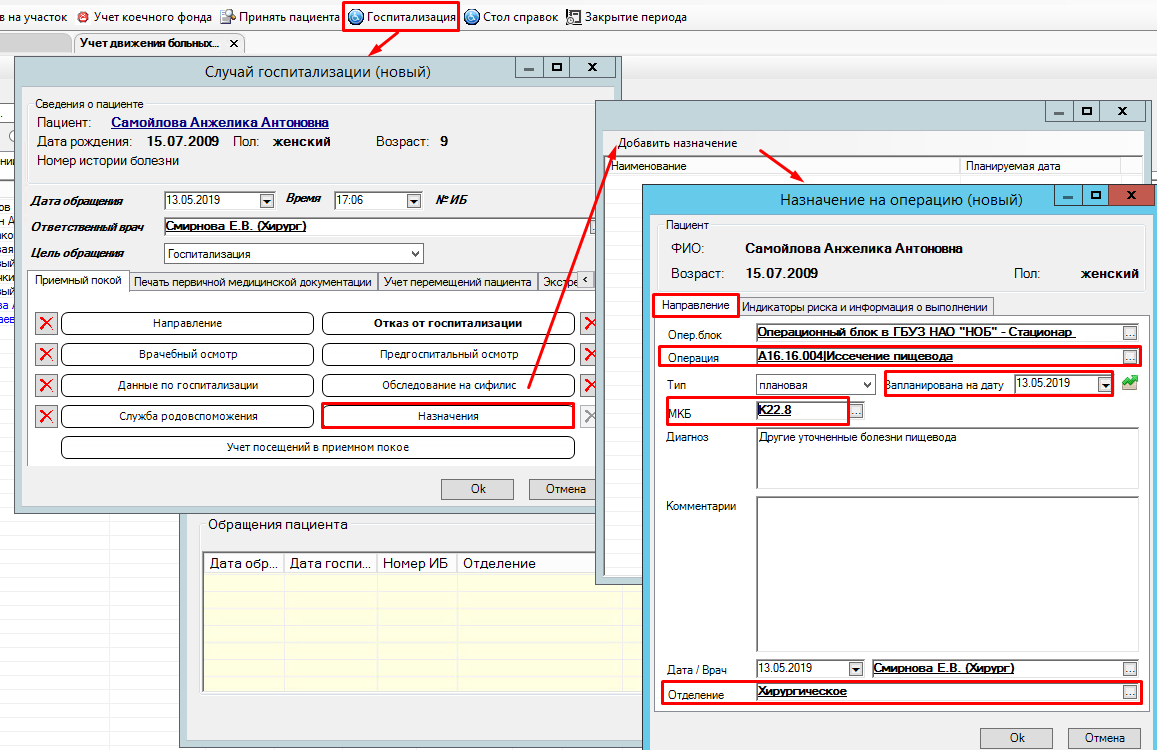 в на участок Учет коечного фонда Принять пациента Госпитализация Стол справок Закрытие периода
Учет движения больных...
Случай госпитализации (новый)
Сведения о пациенте
Пациент: Самойлова Анжелика Антоновна
Дата рождения: 15.07.2009 Пол: женский Возраст: 9
Номер истории болезни
Дата обращения 13.05.2019 Время 17:06 № ИБ
Ответственный врач Смирнова Е.В. (Хирург)
Цель обращения Госпитализация
Приемный покой Печать первичной медицинской документации Учет перемещений пациента Экстре
Направление Отказ от госпитализации
Врачебный осмотр Предгоспитальный осмотр
Данные по госпитализации Обследование на сифилис
Служба родовспоможения Назначения
Учет посещений в приемном покое
Ok Отмена
Обращения пациента
Дата обр... Дата госпи... Номер ИБ Отделение
Добавить назначение
Наименование Планируемая дата
Назначение на операцию (новый)
Пациент
ФИО: Самойлова Анжелика Антоновна
Возраст: 15.07.2009 Пол: женский
Направление Индикаторы риска и информация о выполнении
Опер.блок Операционный блок в ГБУЗ НАО "НОБ" - Стационар
Операция A16.16.004|Иссечение пищевода
Тип плановая Запланирована на дату 13.05.2019
МКБ K22.8
Диагноз Другие уточненные болезни пищевода
Комментарии
Дата / Врач 13.05.2019 Смирнова Е.В. (Хирург)
Отделение Хирургическое
Ok Отмена